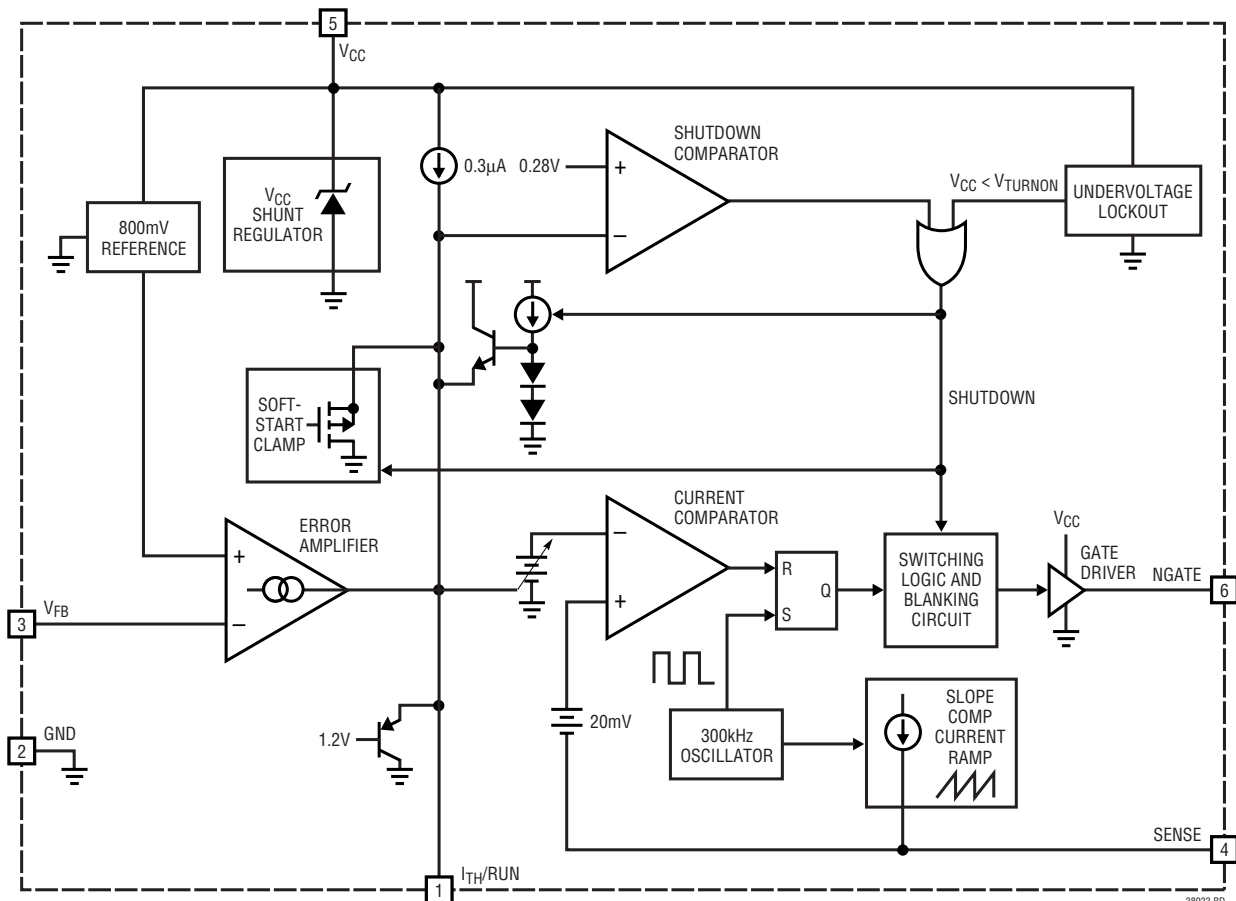 5
VCC
0.3µA
0.28V
+
−
SHUTDOWN
COMPARATOR
VCC < VTURNON
UNDERVOLTAGE
LOCKOUT
800mV
REFERENCE
VCC
SHUNT
REGULATOR
SOFT-
START
CLAMP
SHUTDOWN
ERROR
AMPLIFIER
+
−
3
VFB
CURRENT
COMPARATOR
−
+
R
S
Q
SWITCHING
LOGIC AND
BLANKING
CIRCUIT
VCC
GATE
DRIVER
NGATE
6
2
GND
1.2V
20mV
300kHz
OSCILLATOR
SLOPE
COMP
CURRENT
RAMP
SENSE
4
1
ITH/RUN